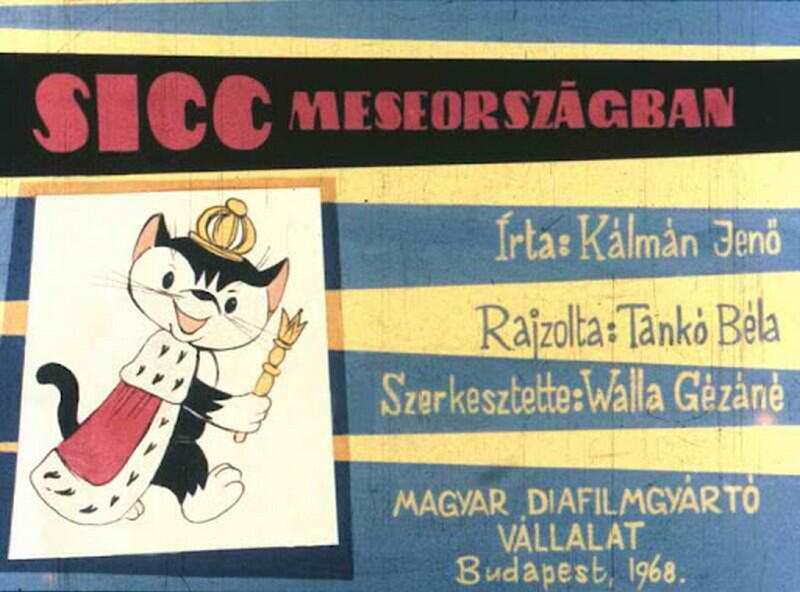 SICC MESEORSZÁGBAN
Írta: Kálmán Jenő
Rajzolta: Tankó Béla
Szerkesztette: Walla Gézáné
MAGYAR DIAFILMGYÁRTÓ
VÁLLALAT
Budapest, 1968.